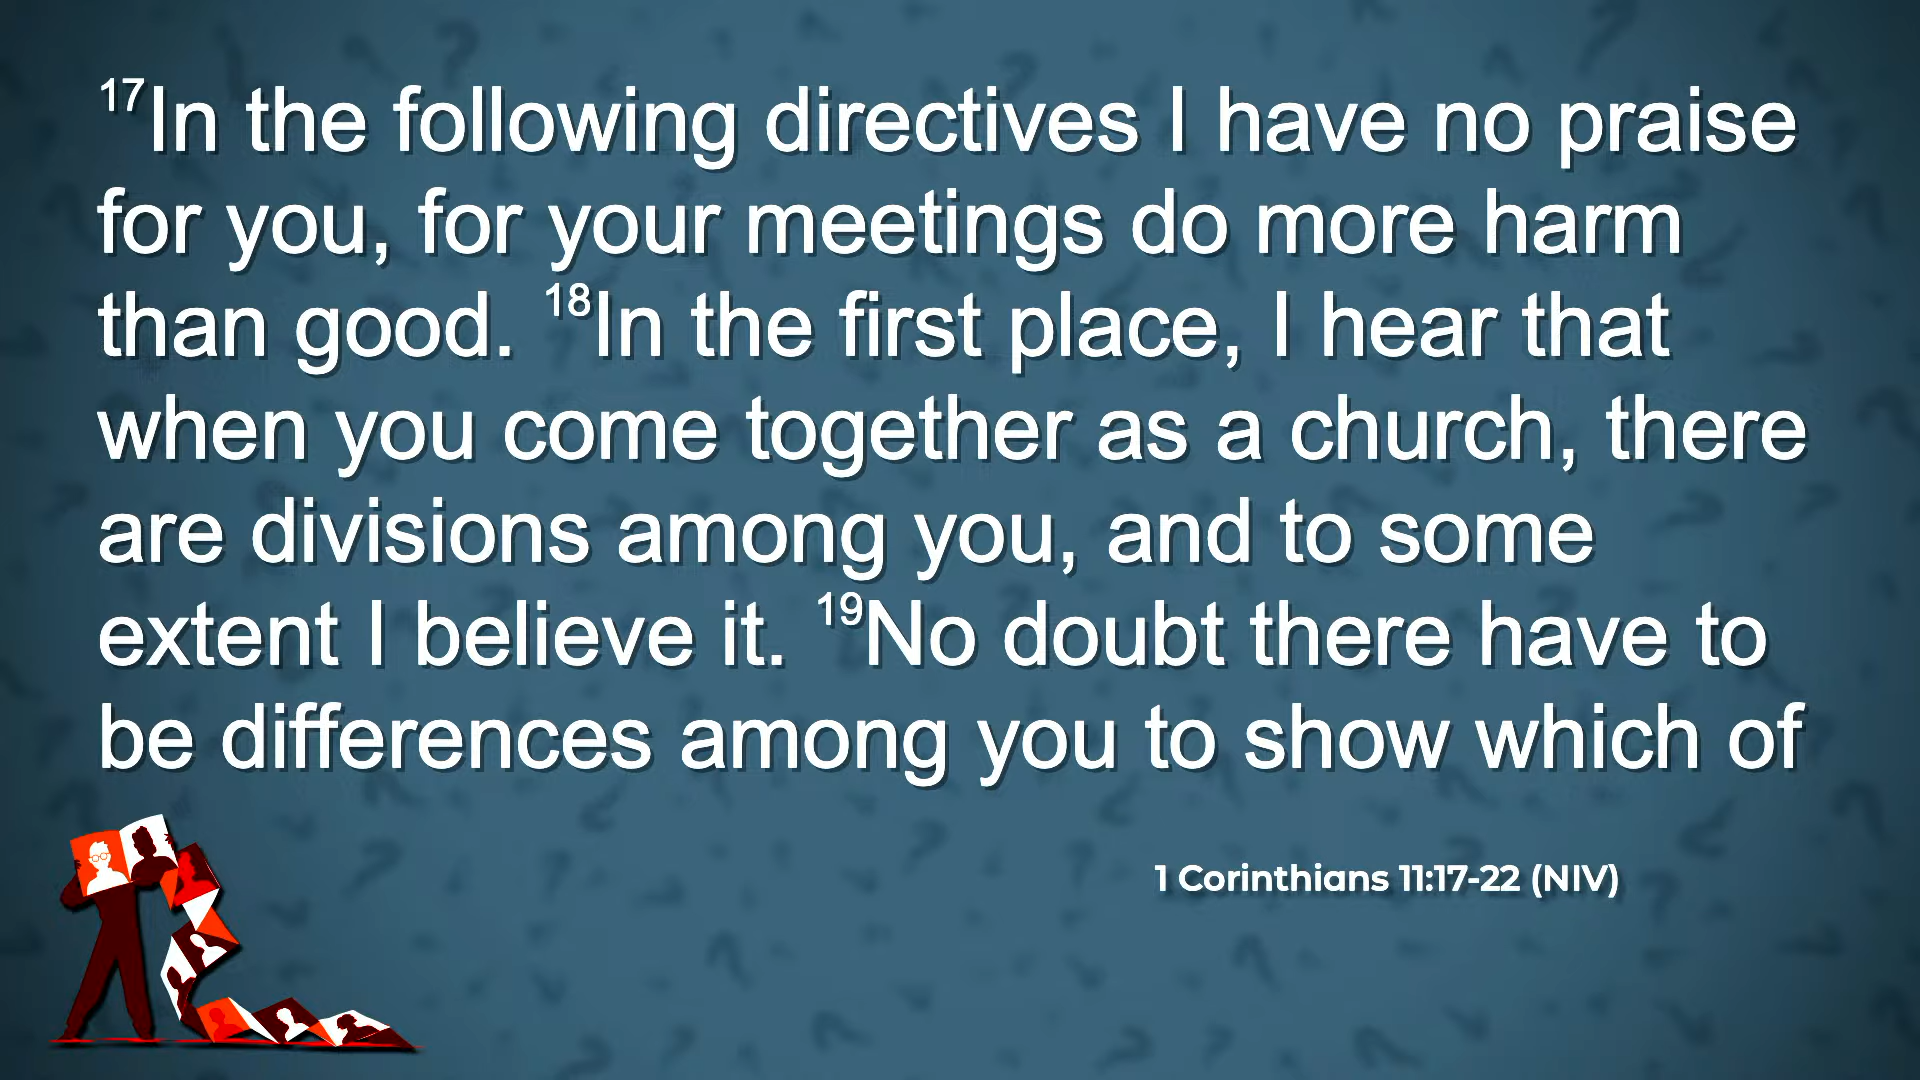 17In the following directives I have no praise
for you, for your meetings do more harm
than good. 18In the first place, I hear that
when you come together as a church, there
are divisions among you, and to some
extent I believe it. 19No doubt there have to
be differences among you to show which of
1 Corinthians 11:17-22 (NIV)